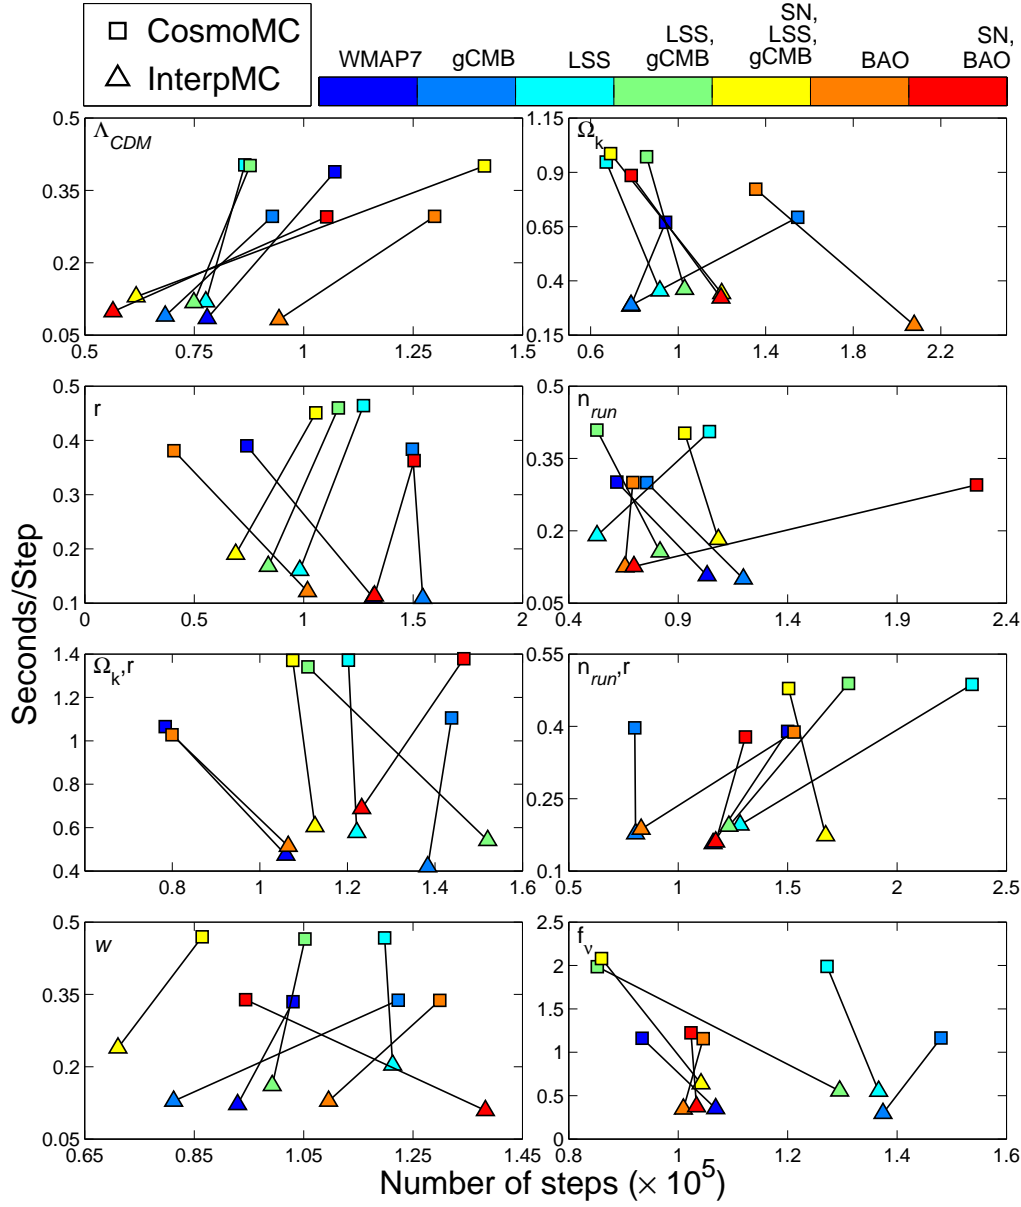 CosmoMC
InterpMC
WMAP7 gCMB LSS LSS, gCMB SN, LSS, gCMB BAO SN, BAO
Λ_CDM
0.5
0.35
0.2
0.05
0.5 0.75 1 1.25 1.5
Ω_k
1.15
0.9
0.65
0.4
0.15
0.6 1 1.4 1.8 2.2
r
0.5
0.4
0.3
0.2
0.1
0 0.5 1 1.5 2
n_run
0.5
0.35
0.2
0.05
0.4 0.9 1.4 1.9 2.4
Ω_k,r
1.4
1.2
1
0.8
0.6
0.4
0.8 1 1.2 1.4 1.6
n_run,r
0.55
0.4
0.25
0.1
0.5 1 1.5 2 2.5
w
0.5
0.35
0.2
0.05
0.65 0.85 1.05 1.25 1.45
f_ν
2.5
2
1.5
1
0.5
0
0.8 1 1.2 1.4 1.6
Seconds/Step
Number of steps (× 10^5)